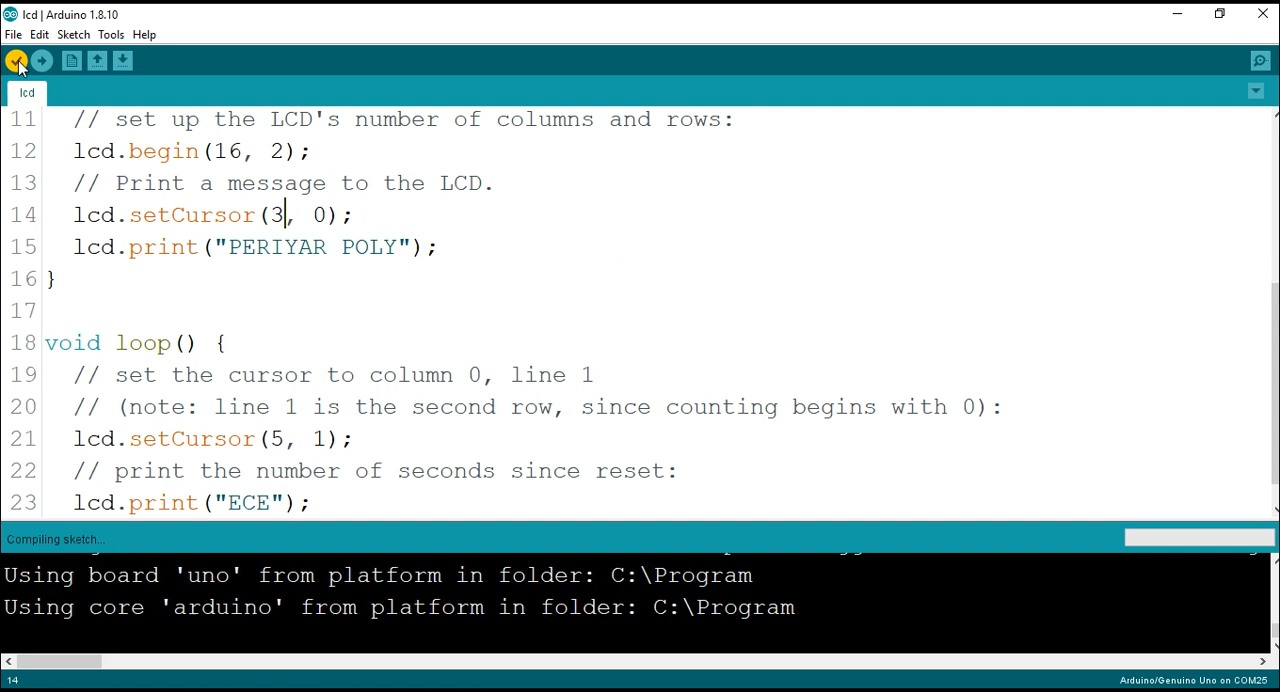 lcd | Arduino 1.8.10
File Edit Sketch Tools Help
lcd
11 // set up the LCD's number of columns and rows:
12 lcd.begin(16, 2);
13 // Print a message to the LCD.
14 lcd.setCursor(3, 0);
15 lcd.print("PERIYAR POLY");
16 }
17
18 void loop() {
19 // set the cursor to column 0, line 1
20 // (note: line 1 is the second row, since counting begins with 0):
21 lcd.setCursor(5, 1);
22 // print the number of seconds since reset:
23 lcd.print("ECE");
Compiling sketch...
Using board 'uno' from platform in folder: C:\Program
Using core 'arduino' from platform in folder: C:\Program
14 Arduino/Genuino Uno on COM25